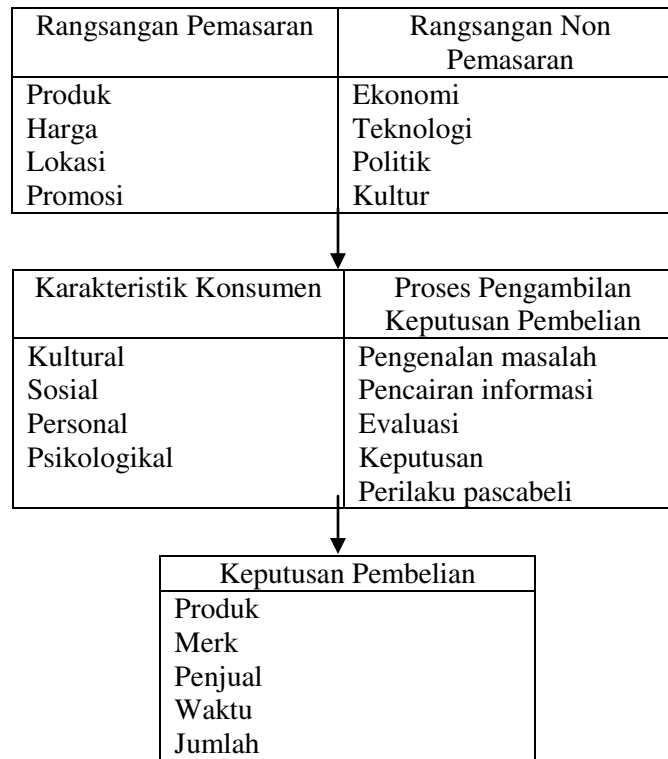 Rangsangan Pemasaran
Rangsangan Non
Pemasaran
Produk
Harga
Lokasi
Promosi
Ekonomi
Teknologi
Politik
Kultur
Karakteristik Konsumen
Proses Pengambilan
Keputusan Pembelian
Kultural
Sosial
Personal
Psikologikal
Pengenalan masalah
Pencairan informasi
Evaluasi
Keputusan
Perilaku pascabeli
Keputusan Pembelian
Produk
Merk
Penjual
Waktu
Jumlah